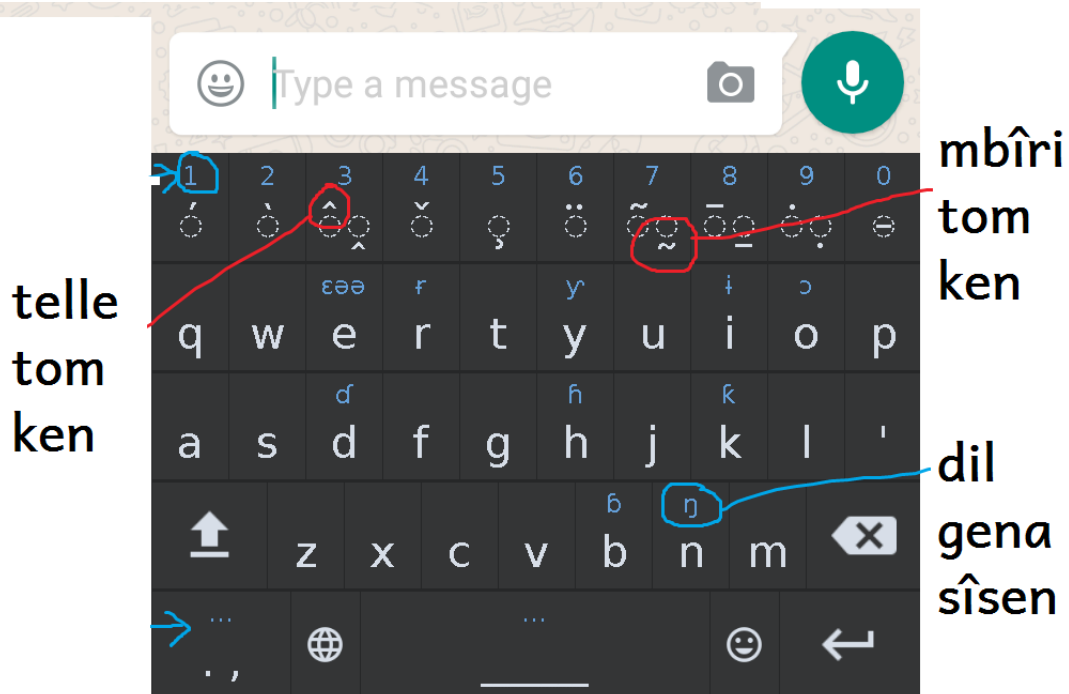 Type a message
1 2 3 4 5 6 7 8 9 0
◌́ ◌̀ ◌̂◌̭ ◌̌ ◌̧ ◌̈ ◌̃◌̰ ◌̄◌̱ ◌̇◌̣ ◌̵
ɛəə ɍ ƴ ɨ ɔ
q w e r t y u i o p
ɗ ɦ ƙ
a s d f g h j k l '
ɓ ŋ
z x c v b n m
... ...
. ,
telle
tom
ken
mbîri
tom
ken
dil
gena
sîsen